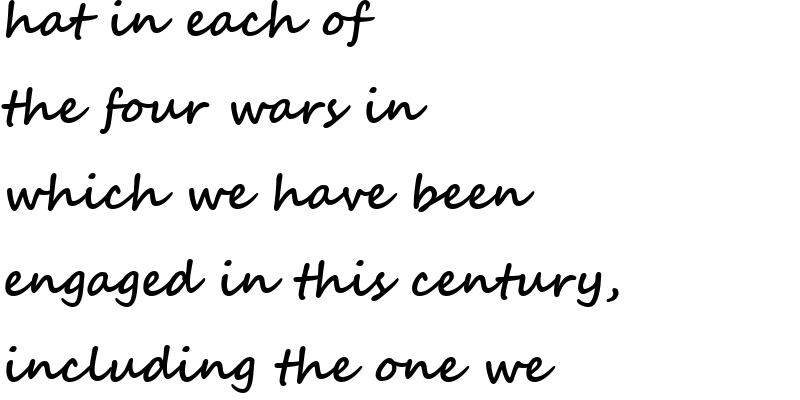 hat in each of
the four wars in
which we have been
engaged in this century,
including the one we